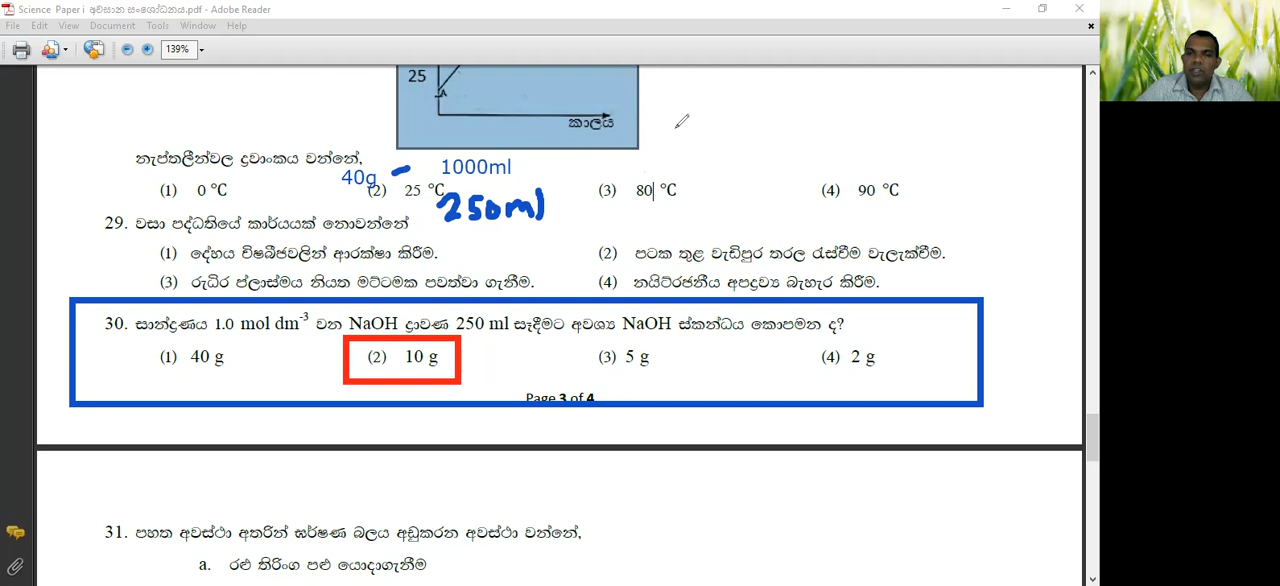 Science Paper i අවසාන සංශෝධනය.pdf - Adobe Reader
File Edit View Document Tools Window Help
139%
25
A
කාලය
නැප්තලීන්වල ද්‍රවාංකය වන්නේ,
40g - 1000ml
(1) 0 °C (2) 25 °C (3) 80 °C (4) 90 °C
250ml
29. වසා පද්ධතියේ කාර්යයක් නොවන්නේ
(1) දේහය විෂබීජවලින් ආරක්ෂා කිරීම. (2) පටක තුළ වැඩිපුර තරල රැස්වීම වැලැක්වීම.
(3) රුධිර ප්ලාස්මය නියත මට්ටමක පවත්වා ගැනීම. (4) නයිට්රජනීය අපද්‍රව්‍ය බැහැර කිරීම.
30. සාන්ද්‍රණය 1.0 mol dm⁻³ වන NaOH ද්‍රාවණ 250 ml සෑදීමට අවශ්‍ය NaOH ස්කන්ධය කොපමන ද?
(1) 40 g (2) 10 g (3) 5 g (4) 2 g
Page 3 of 4
31. පහත අවස්ථා අතරින් ඝර්ෂණ බලය අඩුකරන අවස්ථා වන්නේ,
a. රළු තිරිංග පළු යොදාගැනීම